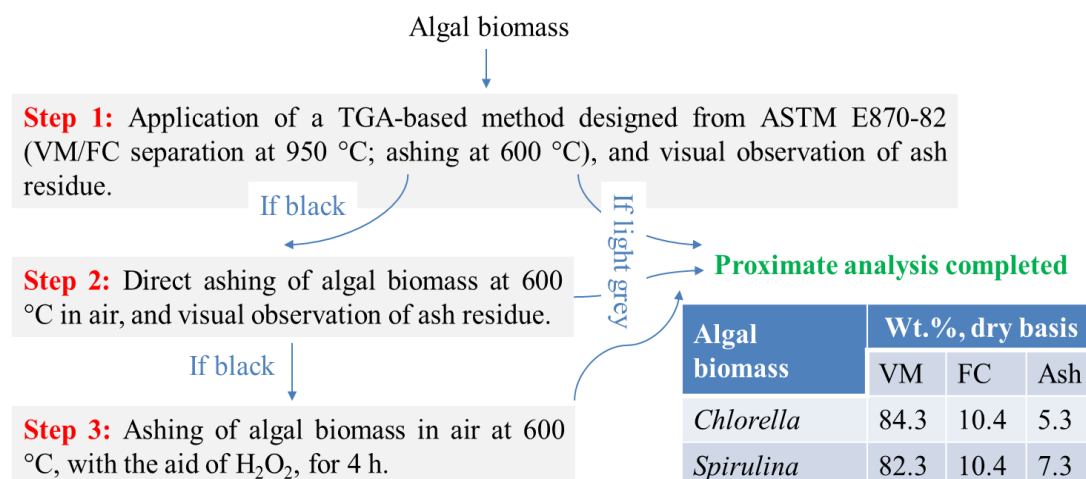 Algal biomass
Step 1: Application of a TGA-based method designed from ASTM E870-82
(VM/FC separation at 950 °C; ashing at 600 °C), and visual observation of ash
residue.
If black
If light grey
Step 2: Direct ashing of algal biomass at 600
°C in air, and visual observation of ash residue.
Proximate analysis completed
If black
Step 3: Ashing of algal biomass in air at 600
°C, with the aid of H₂O₂, for 4 h.
Algal biomass Wt.%, dry basis
VM FC Ash
Chlorella 84.3 10.4 5.3
Spirulina 82.3 10.4 7.3